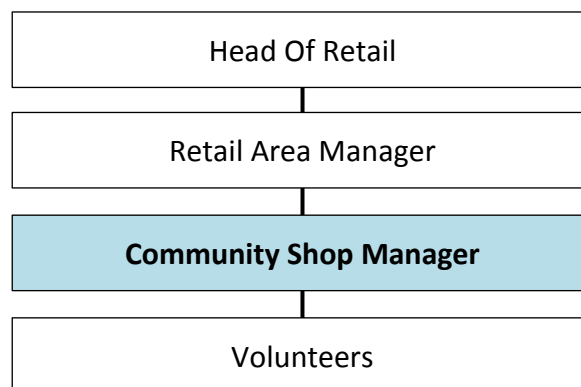 Head Of Retail
Retail Area Manager
Community Shop Manager
Volunteers